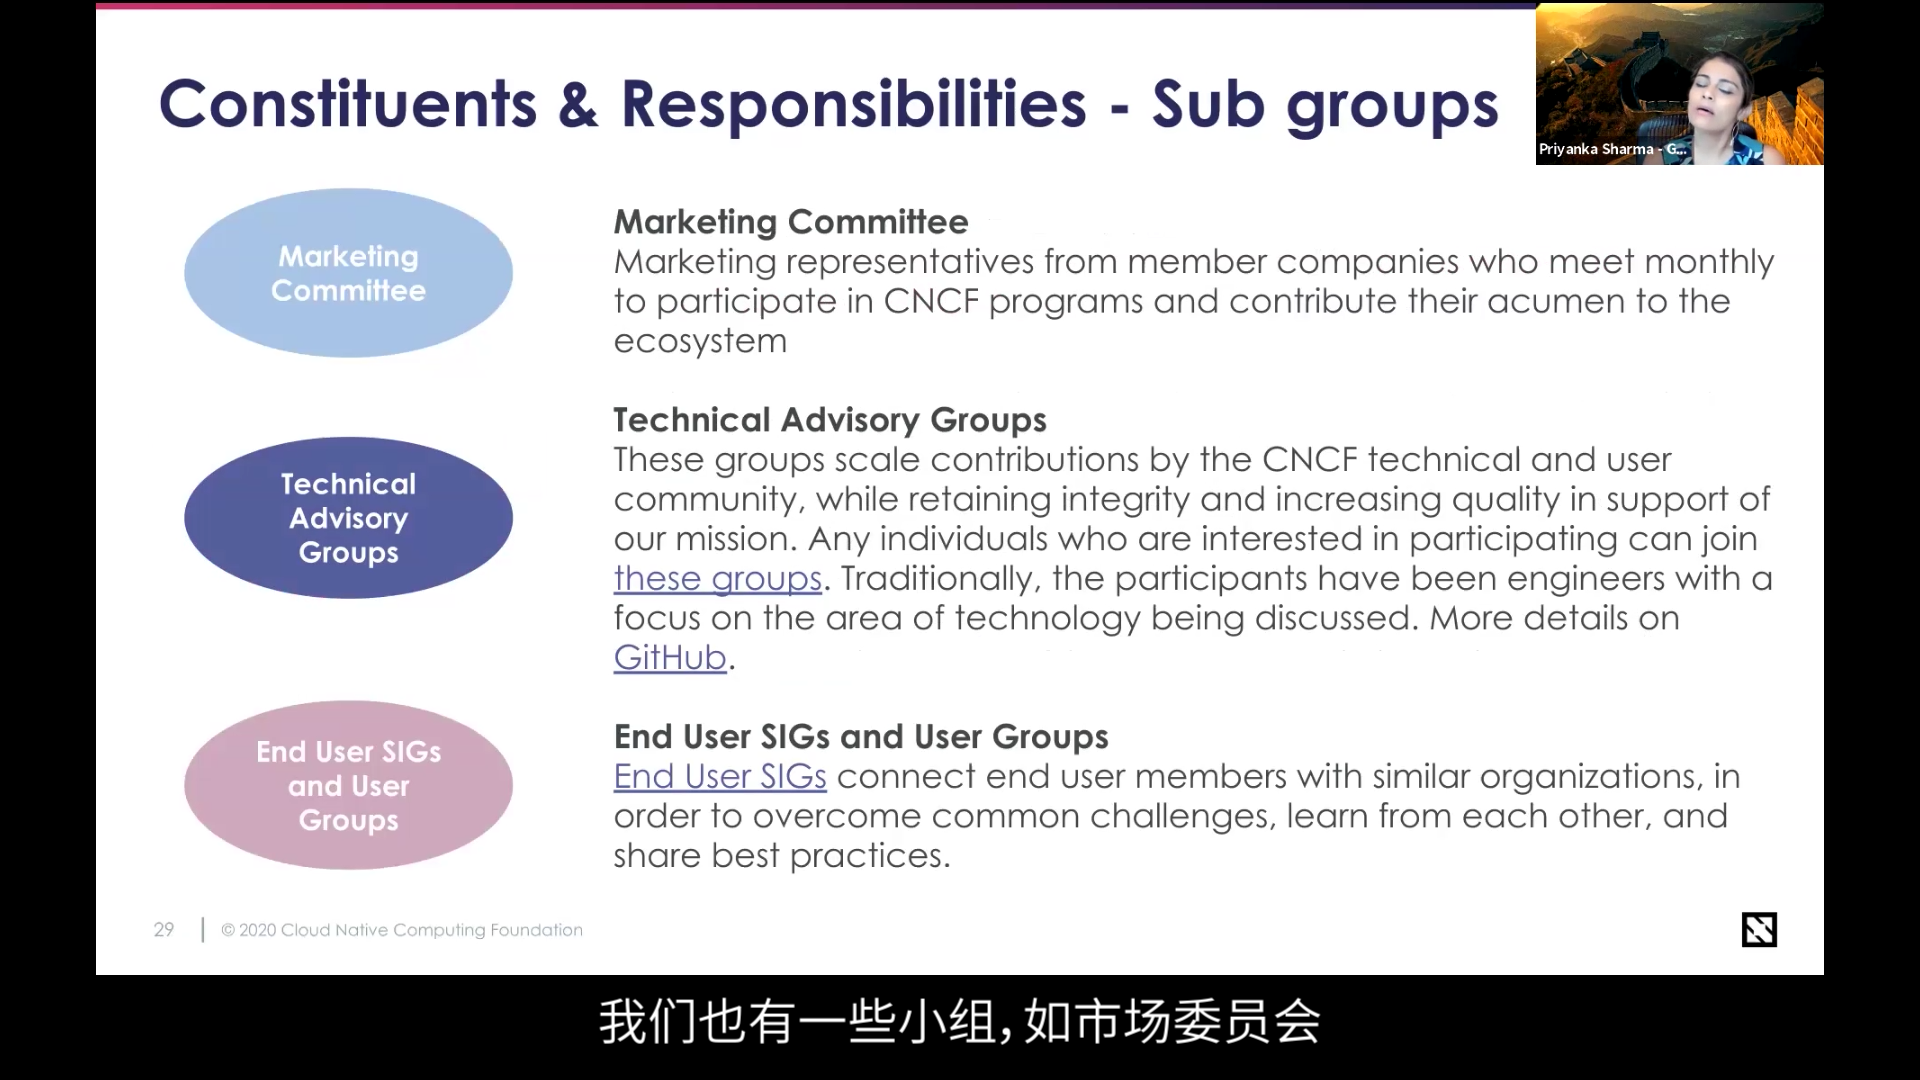 Constituents & Responsibilities - Sub groups
Priyanka Sharma - G...
Marketing
Committee
Marketing Committee
Marketing representatives from member companies who meet monthly
to participate in CNCF programs and contribute their acumen to the
ecosystem
Technical
Advisory
Groups
Technical Advisory Groups
These groups scale contributions by the CNCF technical and user
community, while retaining integrity and increasing quality in support of
our mission. Any individuals who are interested in participating can join
these groups. Traditionally, the participants have been engineers with a
focus on the area of technology being discussed. More details on
GitHub.
End User SIGs
and User
Groups
End User SIGs and User Groups
End User SIGs connect end user members with similar organizations, in
order to overcome common challenges, learn from each other, and
share best practices.
29
© 2020 Cloud Native Computing Foundation
我们也有一些小组，如市场委员会